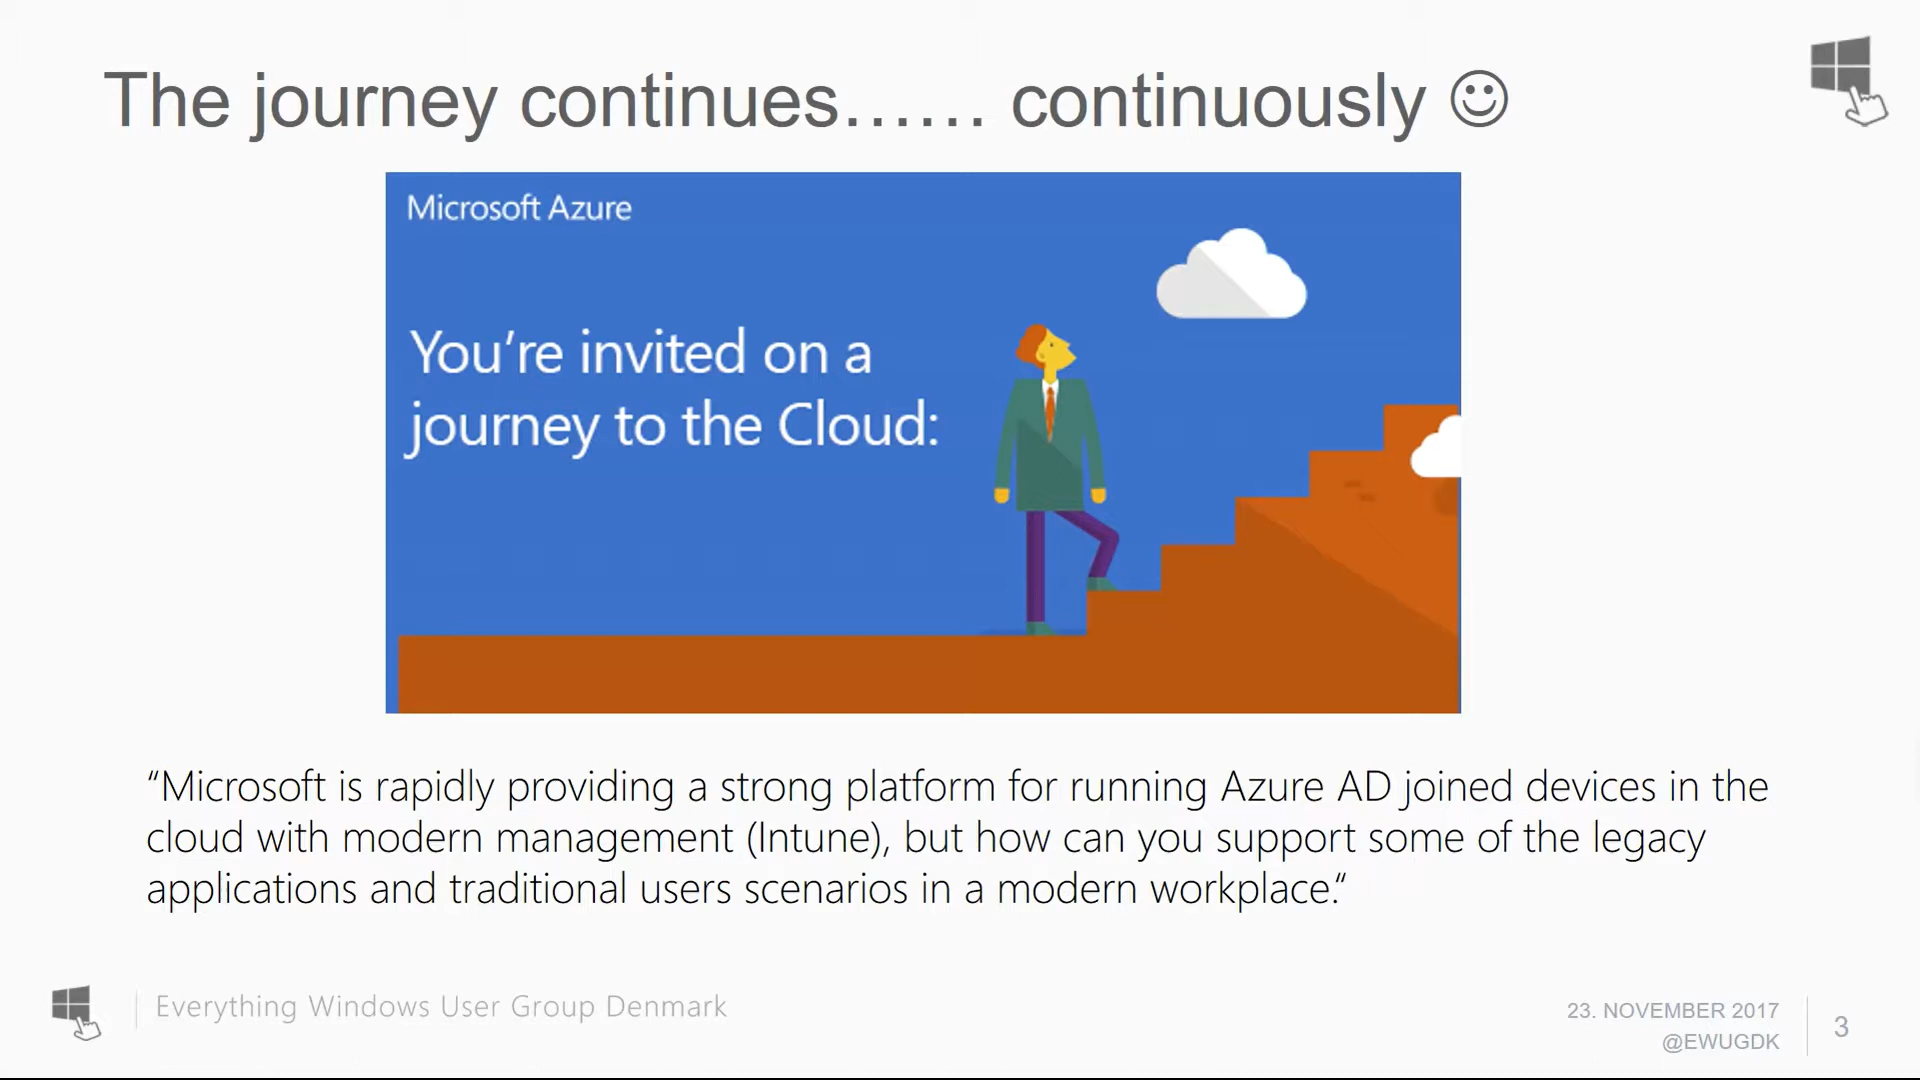 The journey continues…… continuously ☺
Microsoft Azure
You’re invited on a
journey to the Cloud:
“Microsoft is rapidly providing a strong platform for running Azure AD joined devices in the
cloud with modern management (Intune), but how can you support some of the legacy
applications and traditional users scenarios in a modern workplace.“
Everything Windows User Group Denmark
23. NOVEMBER 2017
@EWUGDK
3